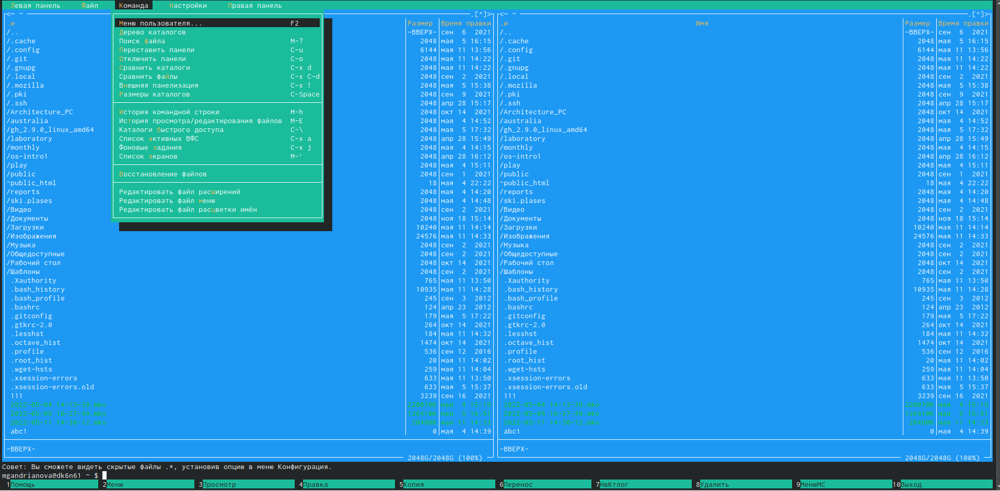 Левая панель Файл Команда Настройки Правая панель
<─ ~ .[^]> <─ ~ .[^]>
.и Меню пользователя... F2 Размер Время правки .и Имя Размер Время правки
/.. Дерево каталогов -ВВЕРХ- сен 6 2021 /.. -ВВЕРХ- сен 6 2021
/.cache Поиск файла M-? 2048 мая 5 16:15 /.cache 2048 мая 5 16:15
/.config Переставить панели C-u 6144 мая 11 13:56 /.config 6144 мая 11 13:56
/.git Отключить панели C-o 2048 мая 11 14:22 /.git 2048 мая 11 14:22
/.gnupg Сравнить каталоги C-x d 2048 мая 11 14:22 /.gnupg 2048 мая 11 14:22
/.local Сравнить файлы C-x C-d 2048 сен 2 2021 /.local 2048 сен 2 2021
/.mozilla Внешняя панелизация C-x ! 2048 мая 5 15:38 /.mozilla 2048 мая 5 15:38
/.pki Размеры каталогов C-Space 2048 сен 9 2021 /.pki 2048 сен 9 2021
/.ssh 2048 апр 28 15:17 /.ssh 2048 апр 28 15:17
/Architecture_PC История командной строки M-h 2048 окт 14 2021 /Architecture_PC 2048 окт 14 2021
/australia История просмотра/редактирования файлов M-E 2048 мая 4 14:52 /australia 2048 мая 4 14:52
/gh_2.9.0_linux_amd64 Каталоги быстрого доступа C-\ 2048 мая 5 17:32 /gh_2.9.0_linux_amd64 2048 мая 5 17:32
/laboratory Список активных ВФС C-x a 2048 апр 28 15:49 /laboratory 2048 апр 28 15:49
/monthly Фоновые задания C-x j 2048 мая 4 14:15 /monthly 2048 мая 4 14:15
/os-intro1 Список экранов M-` 2048 апр 28 16:12 /os-intro1 2048 апр 28 16:12
/play 2048 мая 4 15:11 /play 2048 мая 4 15:11
/public Восстановление файлов 2048 сен 1 2021 /public 2048 сен 1 2021
~public_html 18 мая 4 22:22 ~public_html 18 мая 4 22:22
/reports Редактировать файл расширений 2048 мая 4 14:20 /reports 2048 мая 4 14:20
/ski.plases Редактировать файл меню 2048 мая 4 14:48 /ski.plases 2048 мая 4 14:48
/Видео Редактировать файл расцветки имён 2048 сен 2 2021 /Видео 2048 сен 2 2021
/Документы 2048 ноя 18 15:14 /Документы 2048 ноя 18 15:14
/Загрузки 10240 мая 11 14:14 /Загрузки 10240 мая 11 14:14
/Изображения 24576 мая 11 14:33 /Изображения 24576 мая 11 14:33
/Музыка 2048 сен 2 2021 /Музыка 2048 сен 2 2021
/Общедоступные 2048 сен 2 2021 /Общедоступные 2048 сен 2 2021
/Рабочий стол 2048 окт 14 2021 /Рабочий стол 2048 окт 14 2021
/Шаблоны 2048 сен 2 2021 /Шаблоны 2048 сен 2 2021
.Xauthority 765 мая 11 13:50 .Xauthority 765 мая 11 13:50
.bash_history 10935 мая 11 14:28 .bash_history 10935 мая 11 14:28
.bash_profile 245 сен 3 2012 .bash_profile 245 сен 3 2012
.bashrc 124 апр 23 2012 .bashrc 124 апр 23 2012
.gitconfig 179 мая 5 17:22 .gitconfig 179 мая 5 17:22
.gtkrc-2.0 264 окт 14 2021 .gtkrc-2.0 264 окт 14 2021
.lesshst 184 мая 11 14:32 .lesshst 184 мая 11 14:32
.octave_hist 1474 окт 14 2021 .octave_hist 1474 окт 14 2021
.profile 536 сен 12 2016 .profile 536 сен 12 2016
.root_hist 20 мая 11 14:02 .root_hist 20 мая 11 14:02
.wget-hsts 259 мая 11 14:04 .wget-hsts 259 мая 11 14:04
.xsession-errors 633 мая 11 13:50 .xsession-errors 633 мая 11 13:50
.xsession-errors.old 633 мая 5 15:37 .xsession-errors.old 633 мая 5 15:37
111 3239 сен 16 2021 111 3239 сен 16 2021
abc1 0 мая 4 14:39 abc1 0 мая 4 14:39
-ВВЕРХ- -ВВЕРХ-
2048G/2048G (100%) 2048G/2048G (100%)
Совет: Вы сможете видеть скрытые файлы .*, установив опцию в меню Конфигурация.
mgandrianova@dk6n61 ~ $
1Помощь 2Меню 3Просмотр 4Правка 5Копия 6Перенос 7НвКтлог 8Удалить 9МенюMC 10Выход